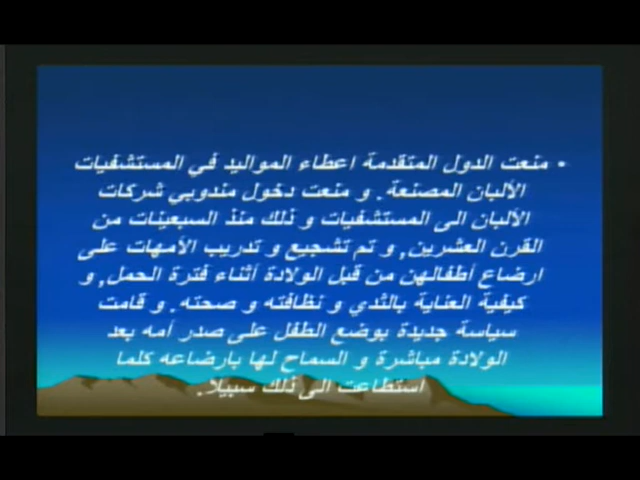 • منعت الدول المتقدمة اعطاء المواليد في المستشفيات
الألبان المصنعة. و منعت دخول مندوبي شركات
الألبان الى المستشفيات و ذلك منذ السبعينات من
القرن العشرين, و تم تشجيع و تدريب الأمهات على
ارضاع أطفالهن من قبل الولادة أثناء فترة الحمل, و
كيفية العناية بالثدي و نظافته و صحته. و قامت
سياسة جديدة بوضع الطفل على صدر أمه بعد
الولادة مباشرة و السماح لها بارضاعه كلما
استطاعت الى ذلك سبيلا.